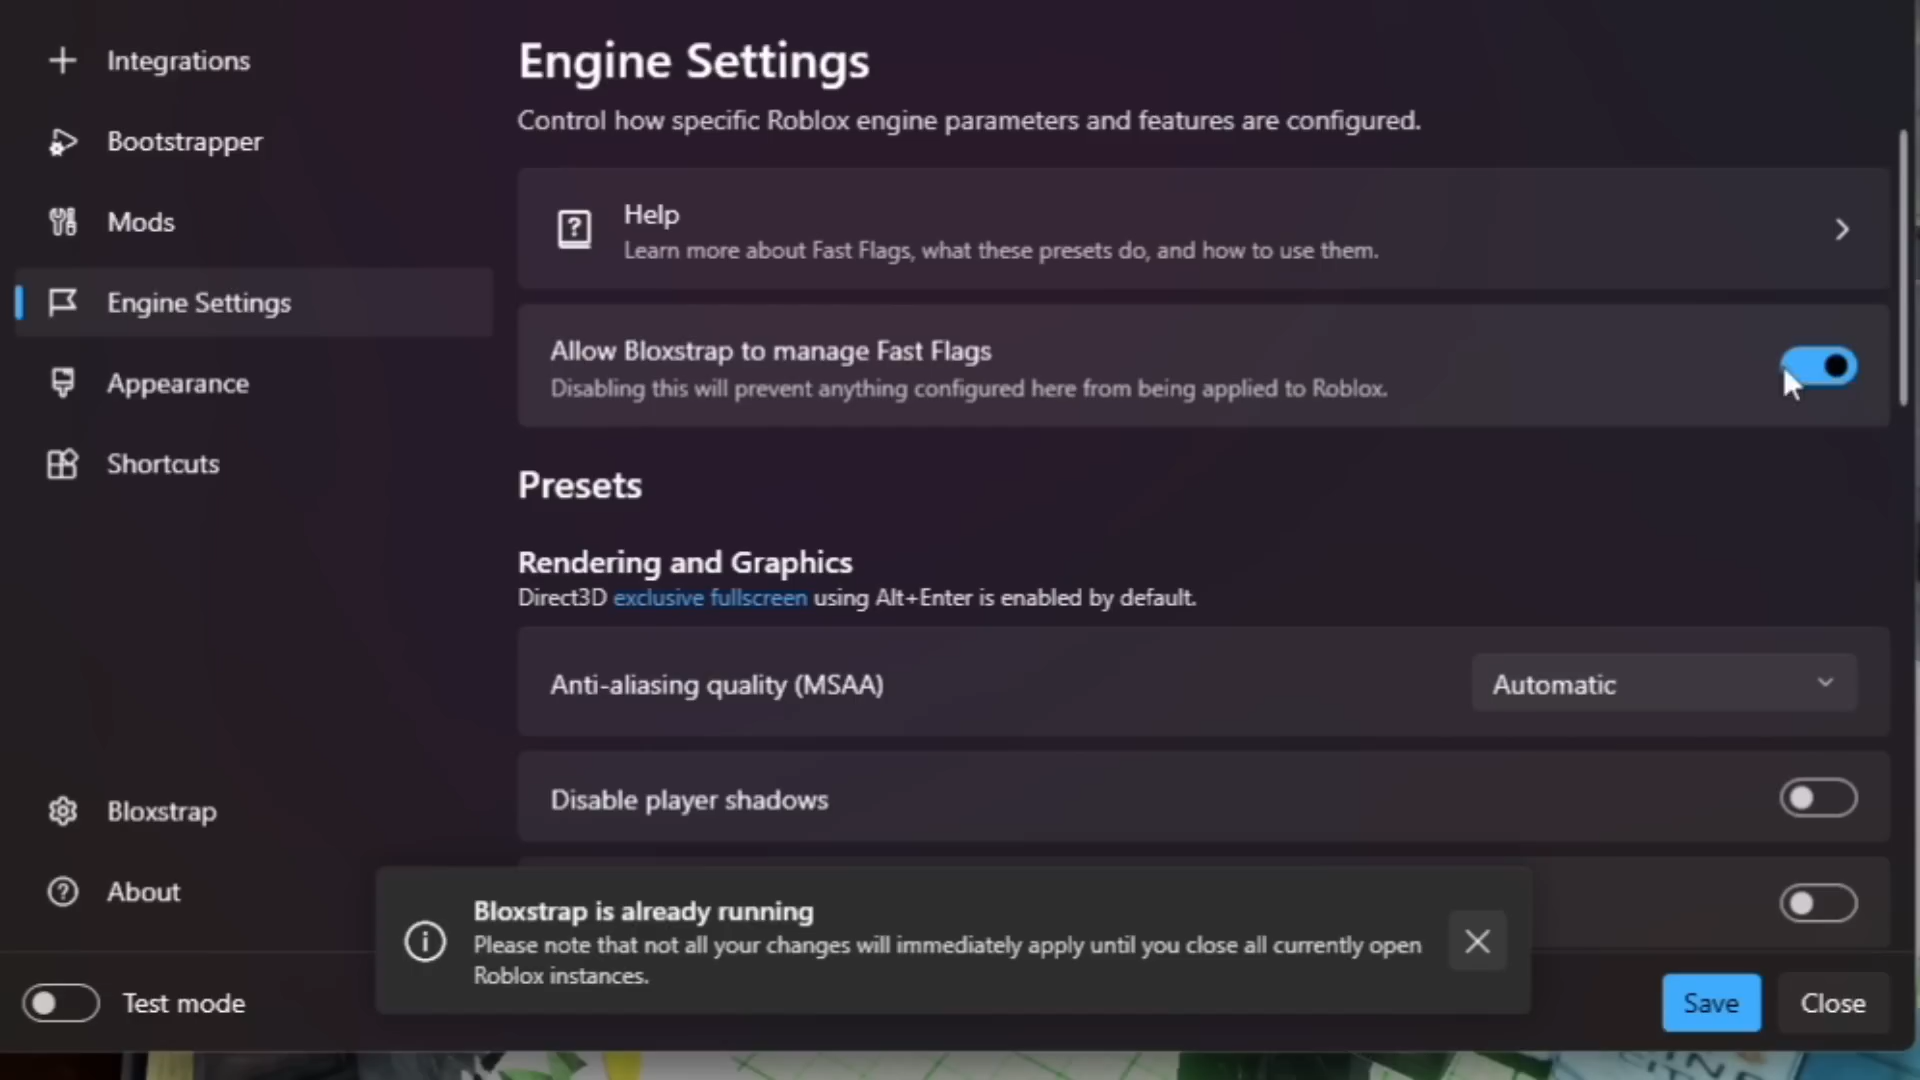 Integrations
Bootstrapper
Mods
Engine Settings
Appearance
Shortcuts
Bloxstrap
About
Test mode
Engine Settings
Control how specific Roblox engine parameters and features are configured.
Help
Learn more about Fast Flags, what these presets do, and how to use them.
Allow Bloxstrap to manage Fast Flags
Disabling this will prevent anything configured here from being applied to Roblox.
Presets
Rendering and Graphics
Direct3D exclusive fullscreen using Alt+Enter is enabled by default.
Anti-aliasing quality (MSAA)
Automatic
Disable player shadows
Bloxstrap is already running
Please note that not all your changes will immediately apply until you close all currently open
Roblox instances.
Save
Close